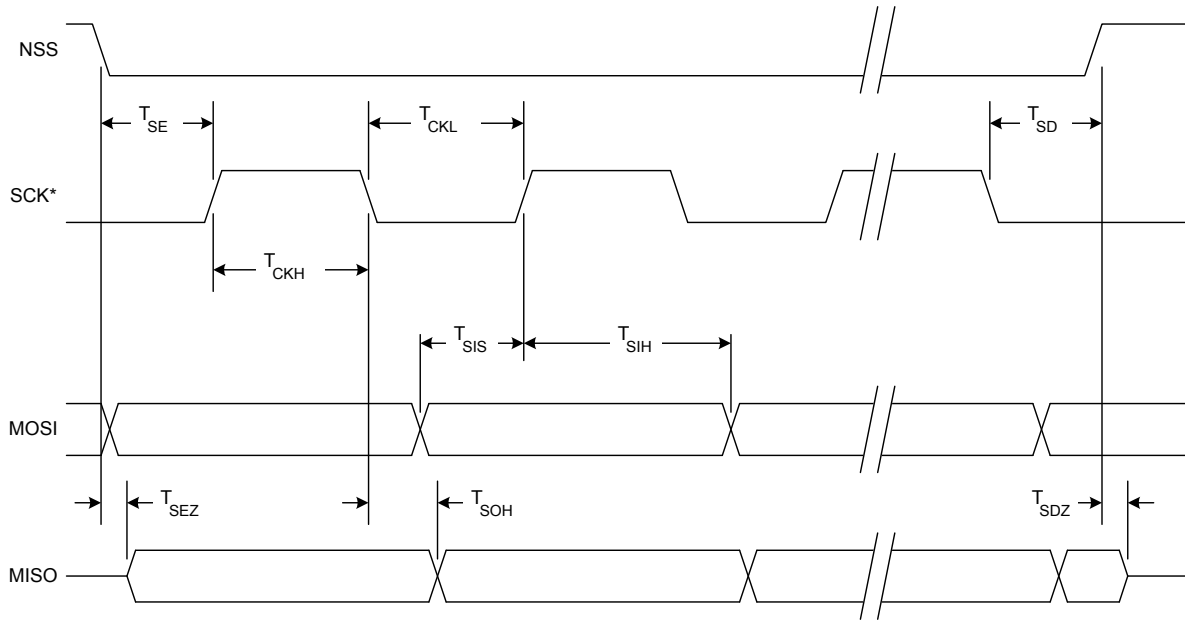 NSS
T_SE
T_CKL
T_SD
SCK*
T_CKH
T_SIS
T_SIH
MOSI
T_SEZ
T_SOH
T_SDZ
MISO